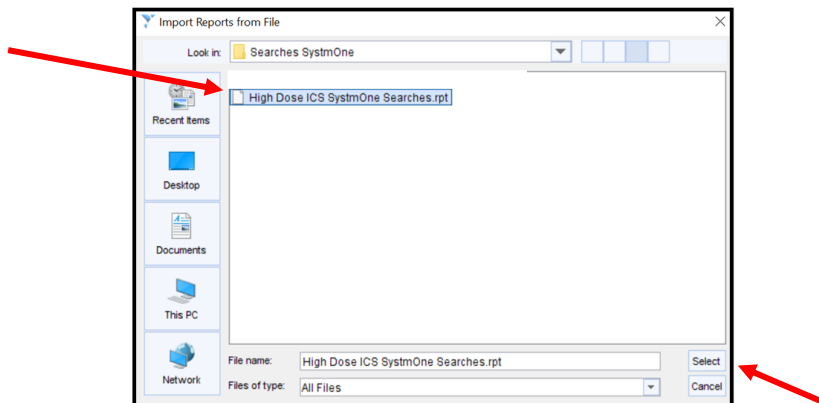 Import Reports from File
Look in: Searches SystmOne
High Dose ICS SystmOne Searches.rpt
Recent Items
Desktop
Documents
This PC
Network
File name: High Dose ICS SystmOne Searches.rpt Select
Files of type: All Files Cancel